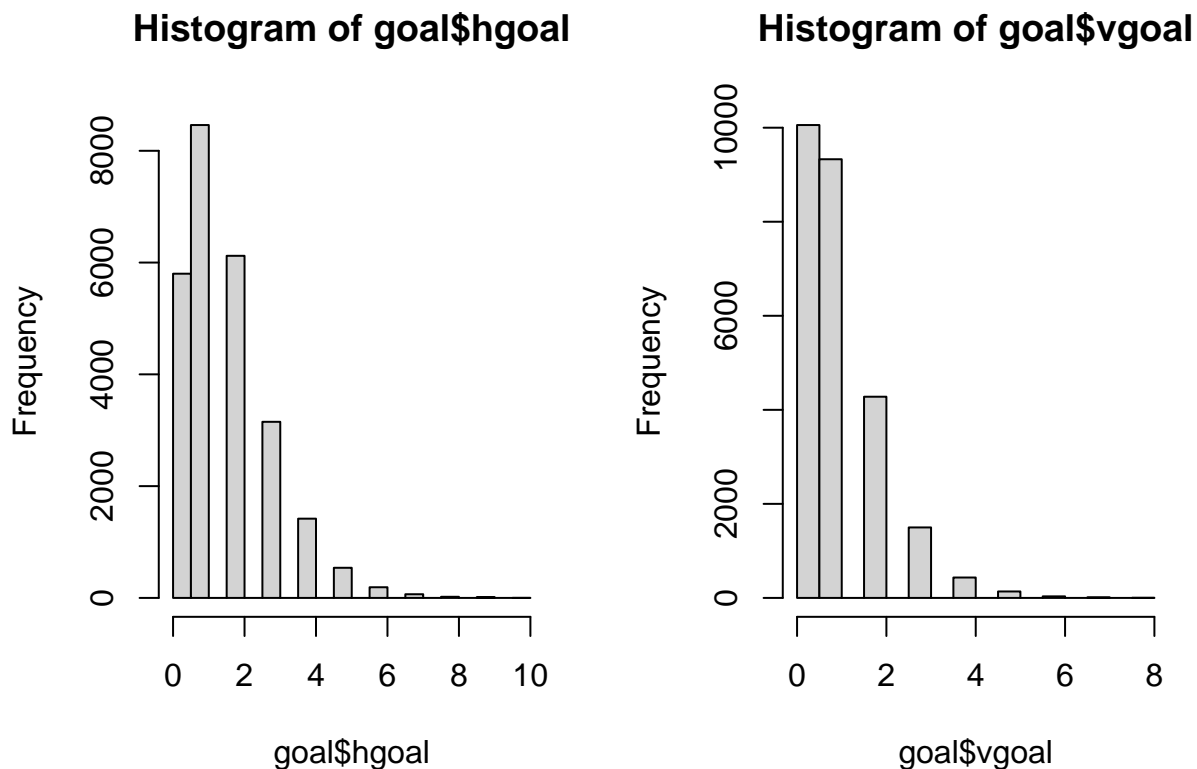 Histogram of goal$hgoal
Frequency
0 2000 4000 6000 8000
0 2 4 6 8 10
goal$hgoal
Histogram of goal$vgoal
Frequency
0 2000 6000 10000
0 2 4 6 8
goal$vgoal